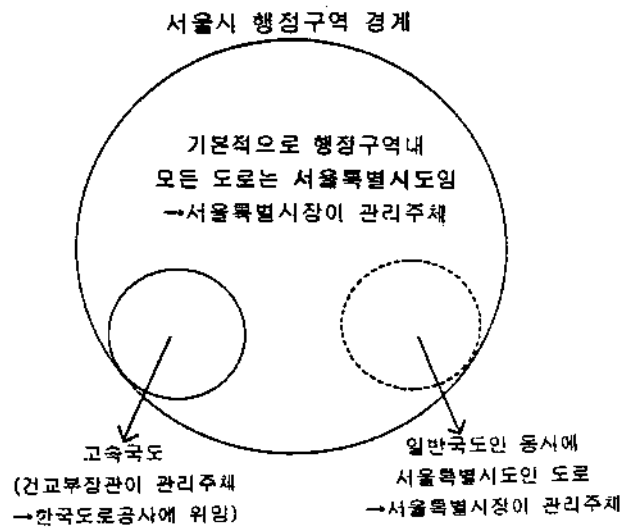 서울시 행정구역 경계
기본적으로 행정구역내
모든 도로는 서울특별시도임
→서울특별시장이 관리주체
고속국도
(건교부장관이 관리주체
→한국도로공사에 위임)
일반국도인 동시에
서울특별시도인 도로
→서울특별시장이 관리주체